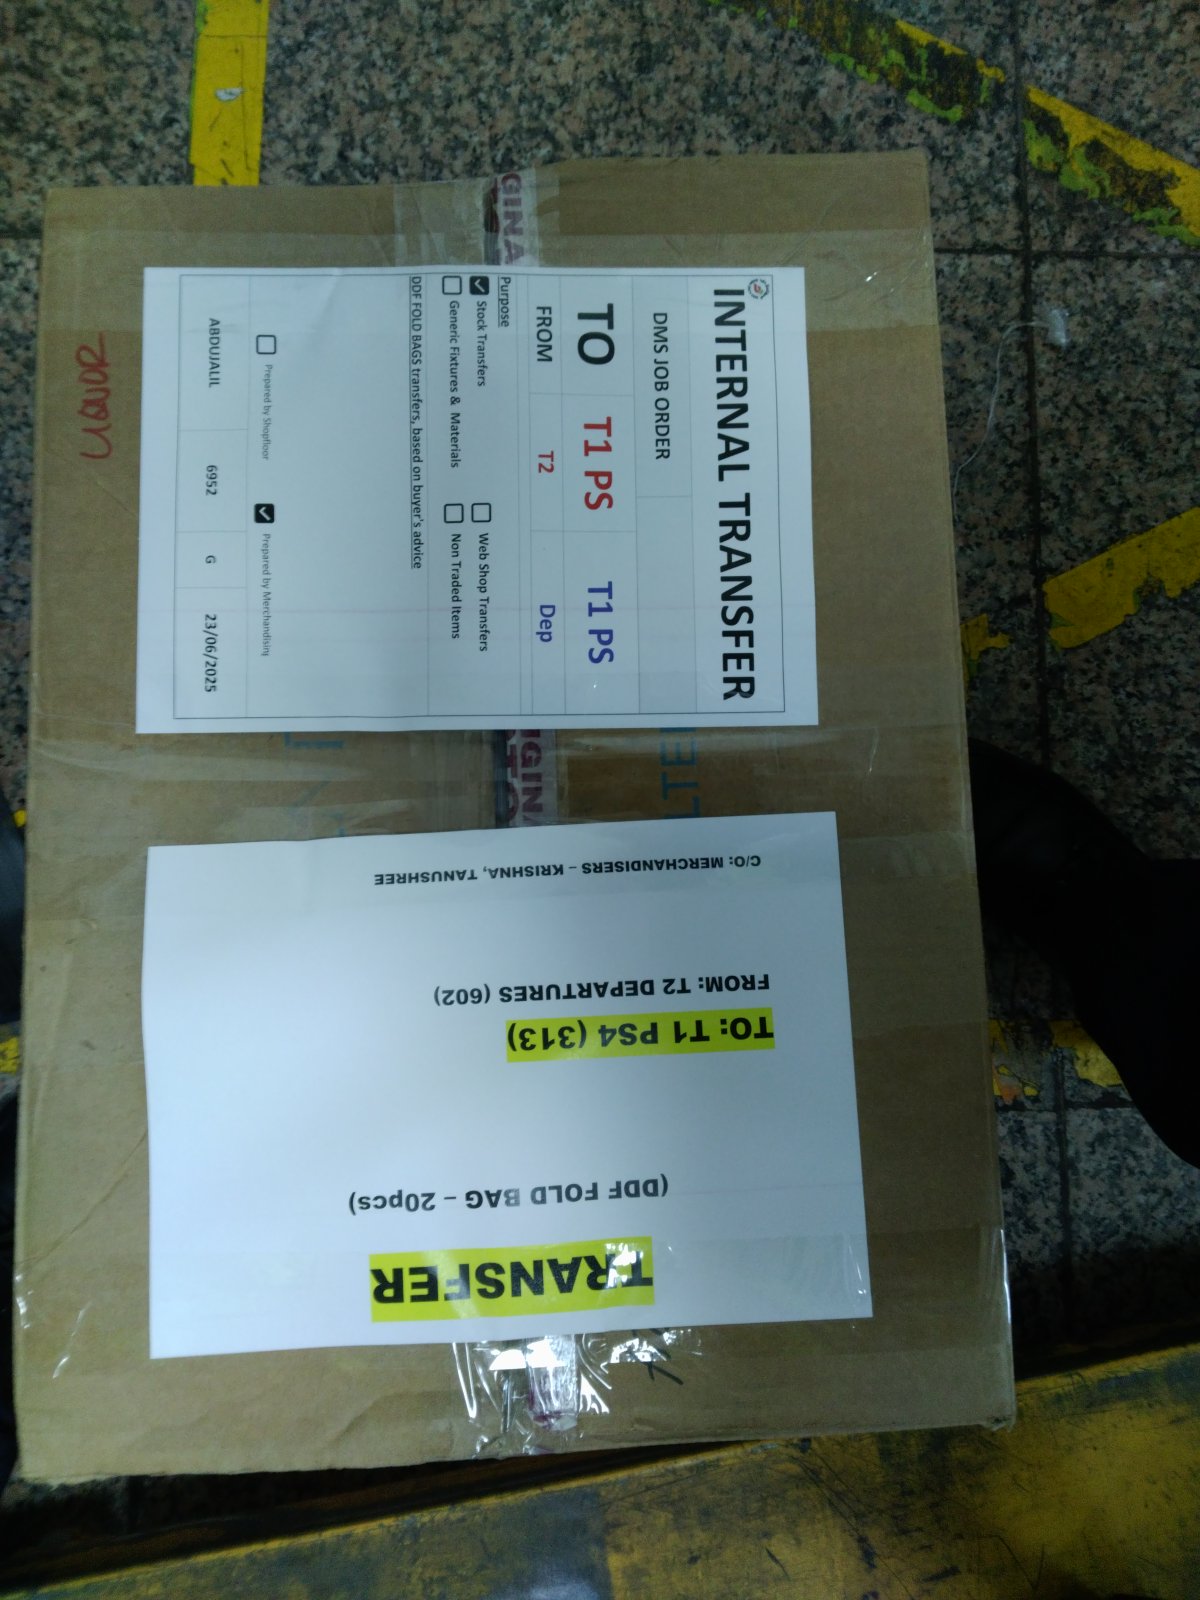 INTERNAL TRANSFER
DMS JOB ORDER
TO T1 PS T1 PS
FROM T2 Dep
Purpose
Stock Transfers Web Shop Transfers
Generic Fixtures & Materials Non Traded Items
DDF FOLD BAGS transfers, based on buyer's advice
Prepared by Shopfloor Prepared by Merchandising
ABDUJALIL 6952 G 23/06/2025
TRANSFER
(DDF FOLD BAG – 20pcs)
TO: T1 PS4 (313)
FROM: T2 DEPARTURES (602)
C/O: MERCHANDISERS – KRISHNA, TANUSHREE